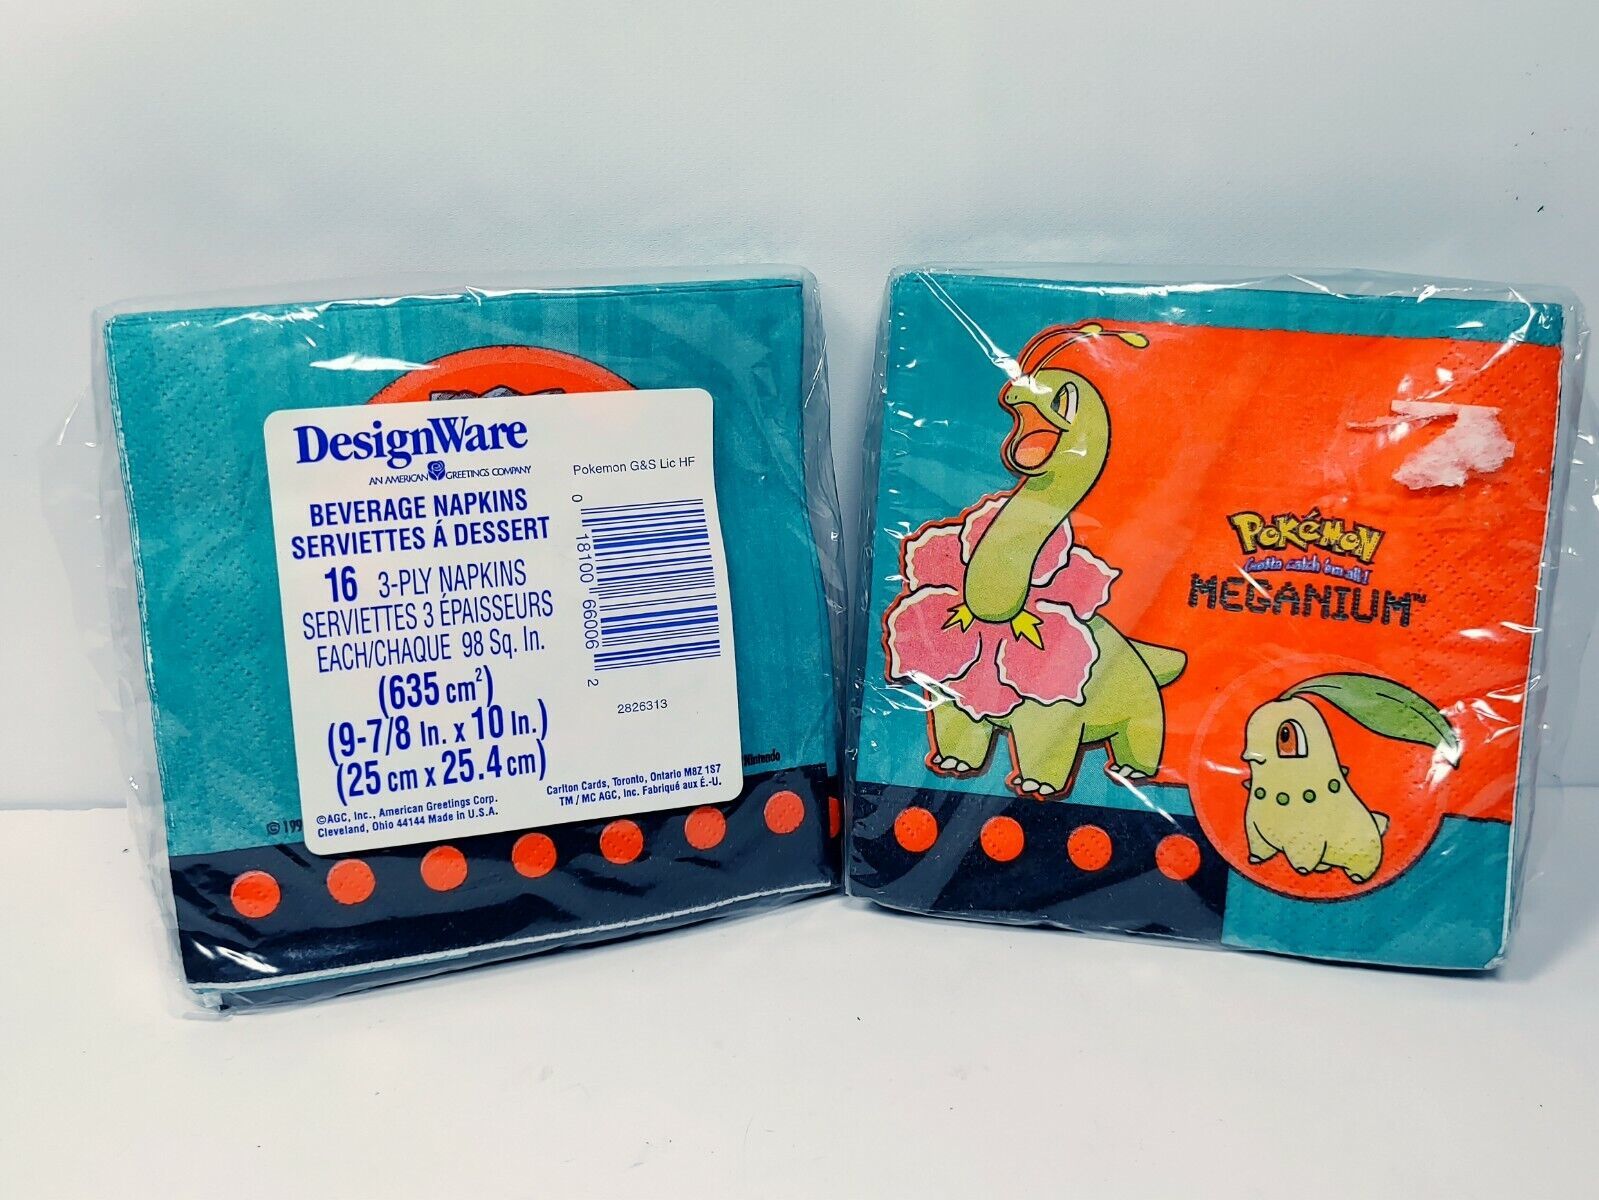 DesignWare
AN AMERICAN GREETINGS COMPANY
BEVERAGE NAPKINS
SERVIETTES Á DESSERT
16 3-PLY NAPKINS
SERVIETTES 3 ÉPAISSEURS
EACH/CHAQUE 98 Sq. In.
(635 cm²)
(9-7/8 In. x 10 In.)
(25 cm x 25.4 cm)
©AGC, Inc., American Greetings Corp.
Cleveland, Ohio 44144 Made in U.S.A.
Pokemon G&S Lic HF
0 18100 66006 2
2826313
Carlton Cards, Toronto, Ontario M8Z 1S7
TM / MC AGC, Inc. Fabriqué aux É.-U.
© 199
Nintendo
POKéMON
Gotta catch 'em all!
MEGANIUM™